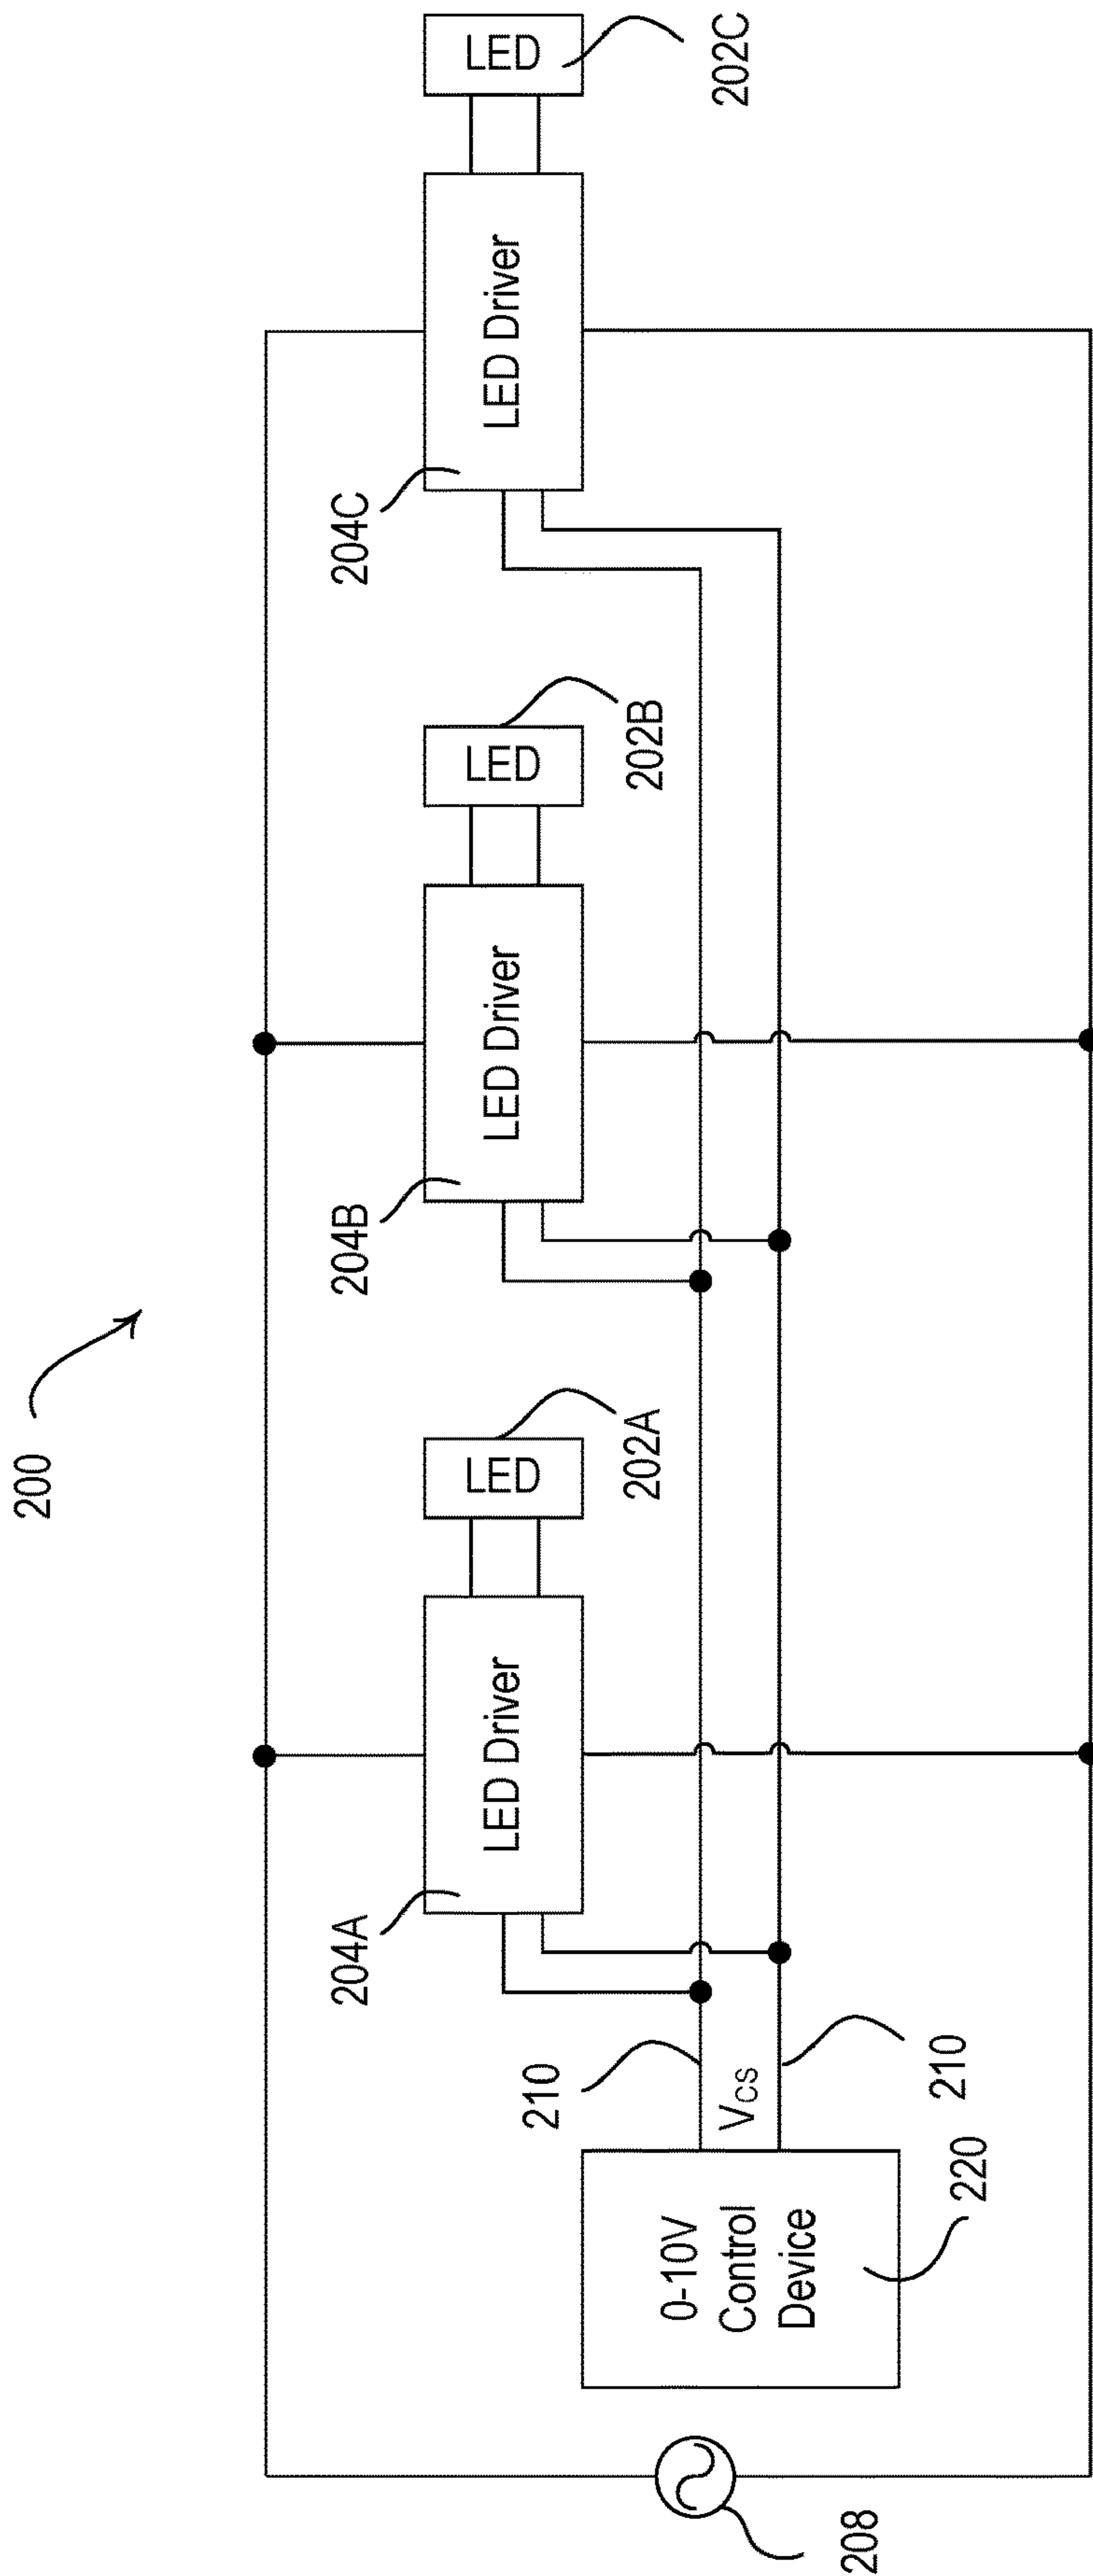 200
204A
LED Driver
LED
202A
204B
LED Driver
LED
202B
204C
LED Driver
LED
202C
210
VCS
210
0-10V
Control
Device
220
208